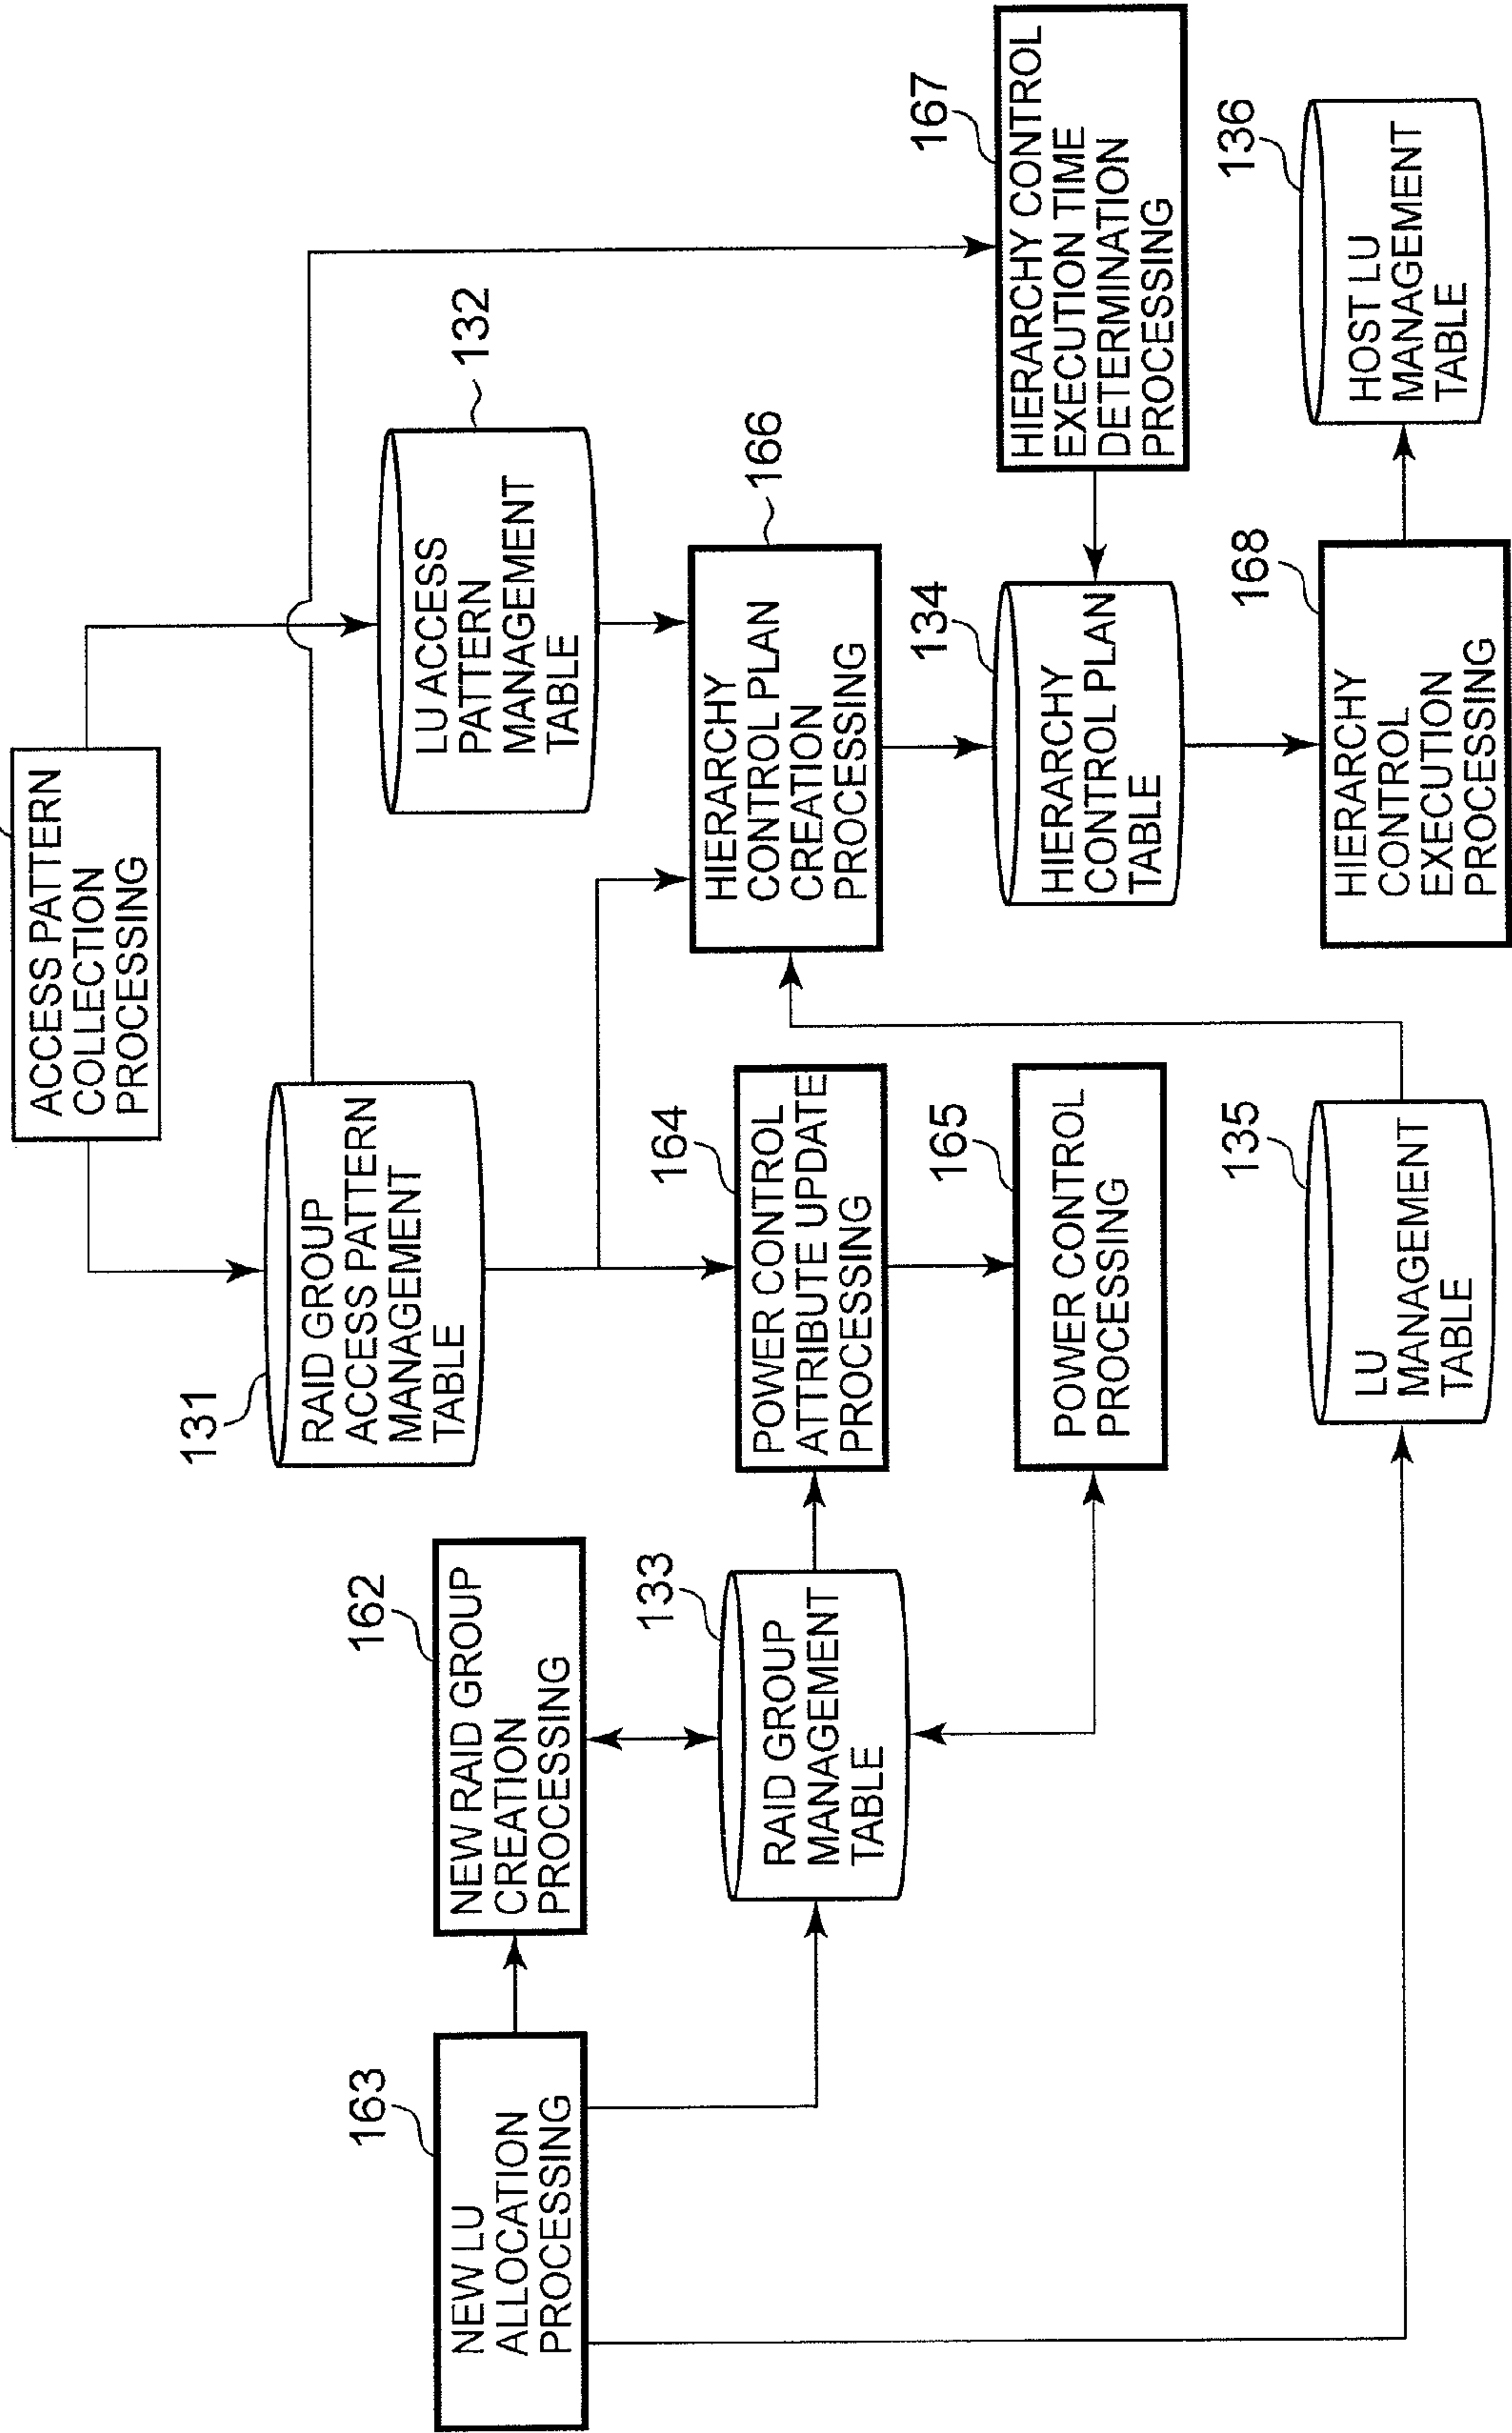 ACCESS PATTERN
COLLECTION
PROCESSING
131
RAID GROUP
ACCESS PATTERN
MANAGEMENT
TABLE
132
LU ACCESS
PATTERN
MANAGEMENT
TABLE
163
NEW LU
ALLOCATION
PROCESSING
162
NEW RAID GROUP
CREATION
PROCESSING
133
RAID GROUP
MANAGEMENT
TABLE
164
POWER CONTROL
ATTRIBUTE UPDATE
PROCESSING
166
HIERARCHY
CONTROL PLAN
CREATION
PROCESSING
165
POWER CONTROL
PROCESSING
134
HIERARCHY
CONTROL PLAN
TABLE
167
HIERARCHY CONTROL
EXECUTION TIME
DETERMINATION
PROCESSING
135
LU
MANAGEMENT
TABLE
168
HIERARCHY
CONTROL
EXECUTION
PROCESSING
136
HOST LU
MANAGEMENT
TABLE